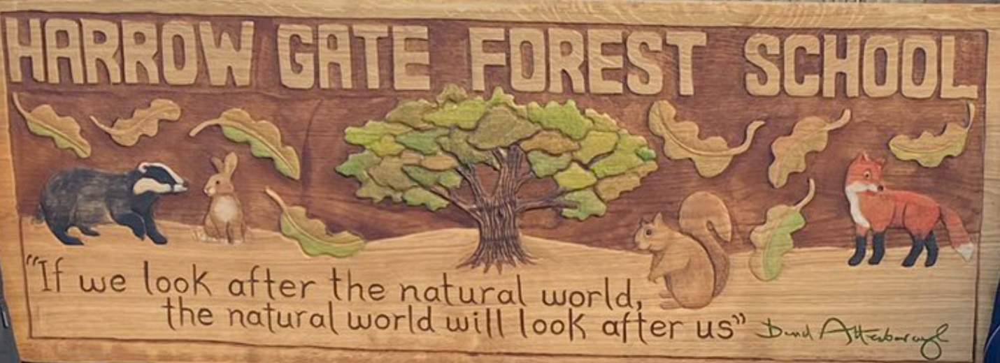 HARROW GATE FOREST SCHOOL
“If we look after the natural world,
the natural world will look after us” David Attenborough